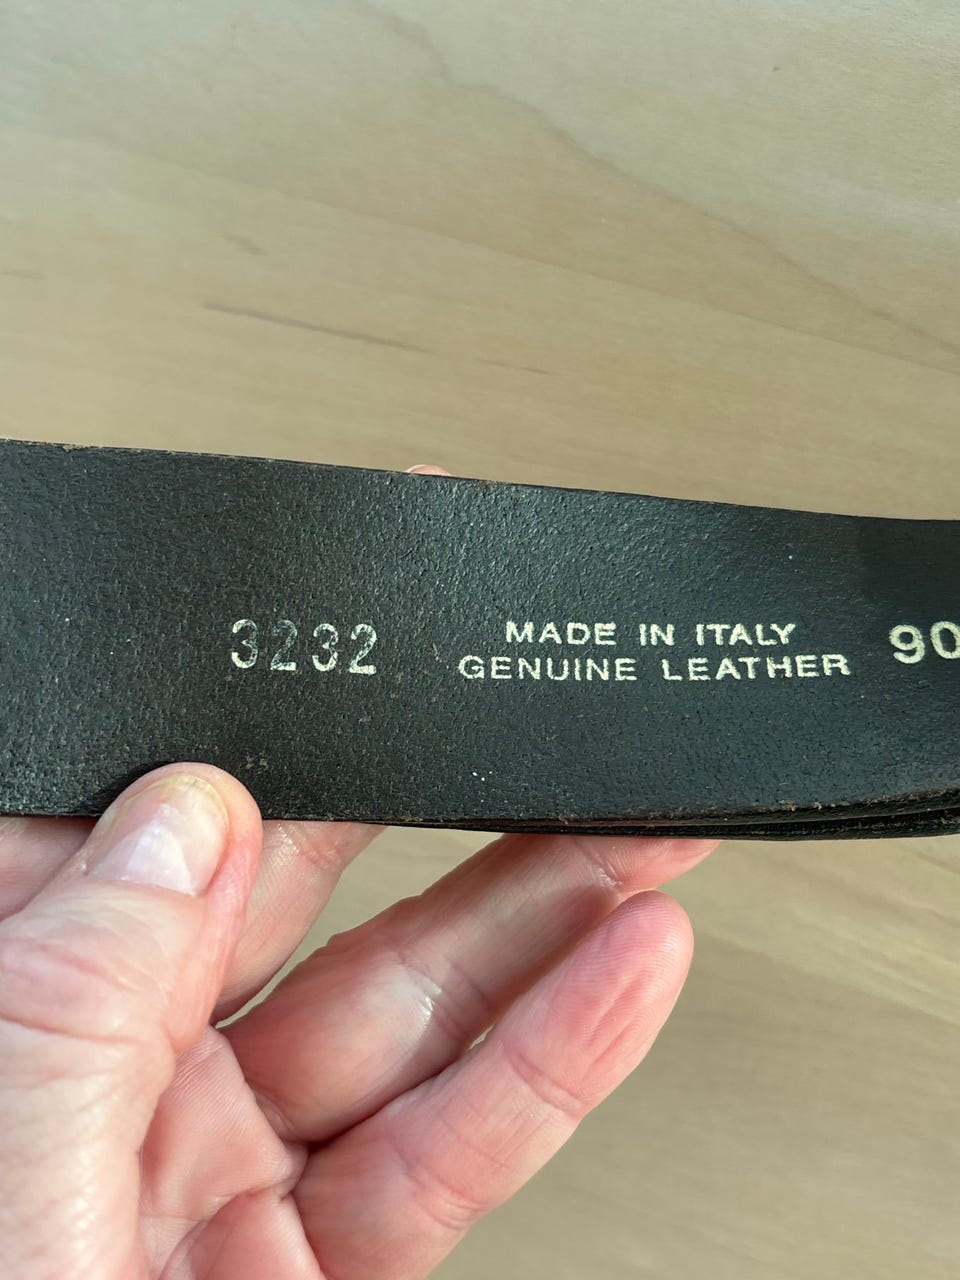 3232
MADE IN ITALY
GENUINE LEATHER
90